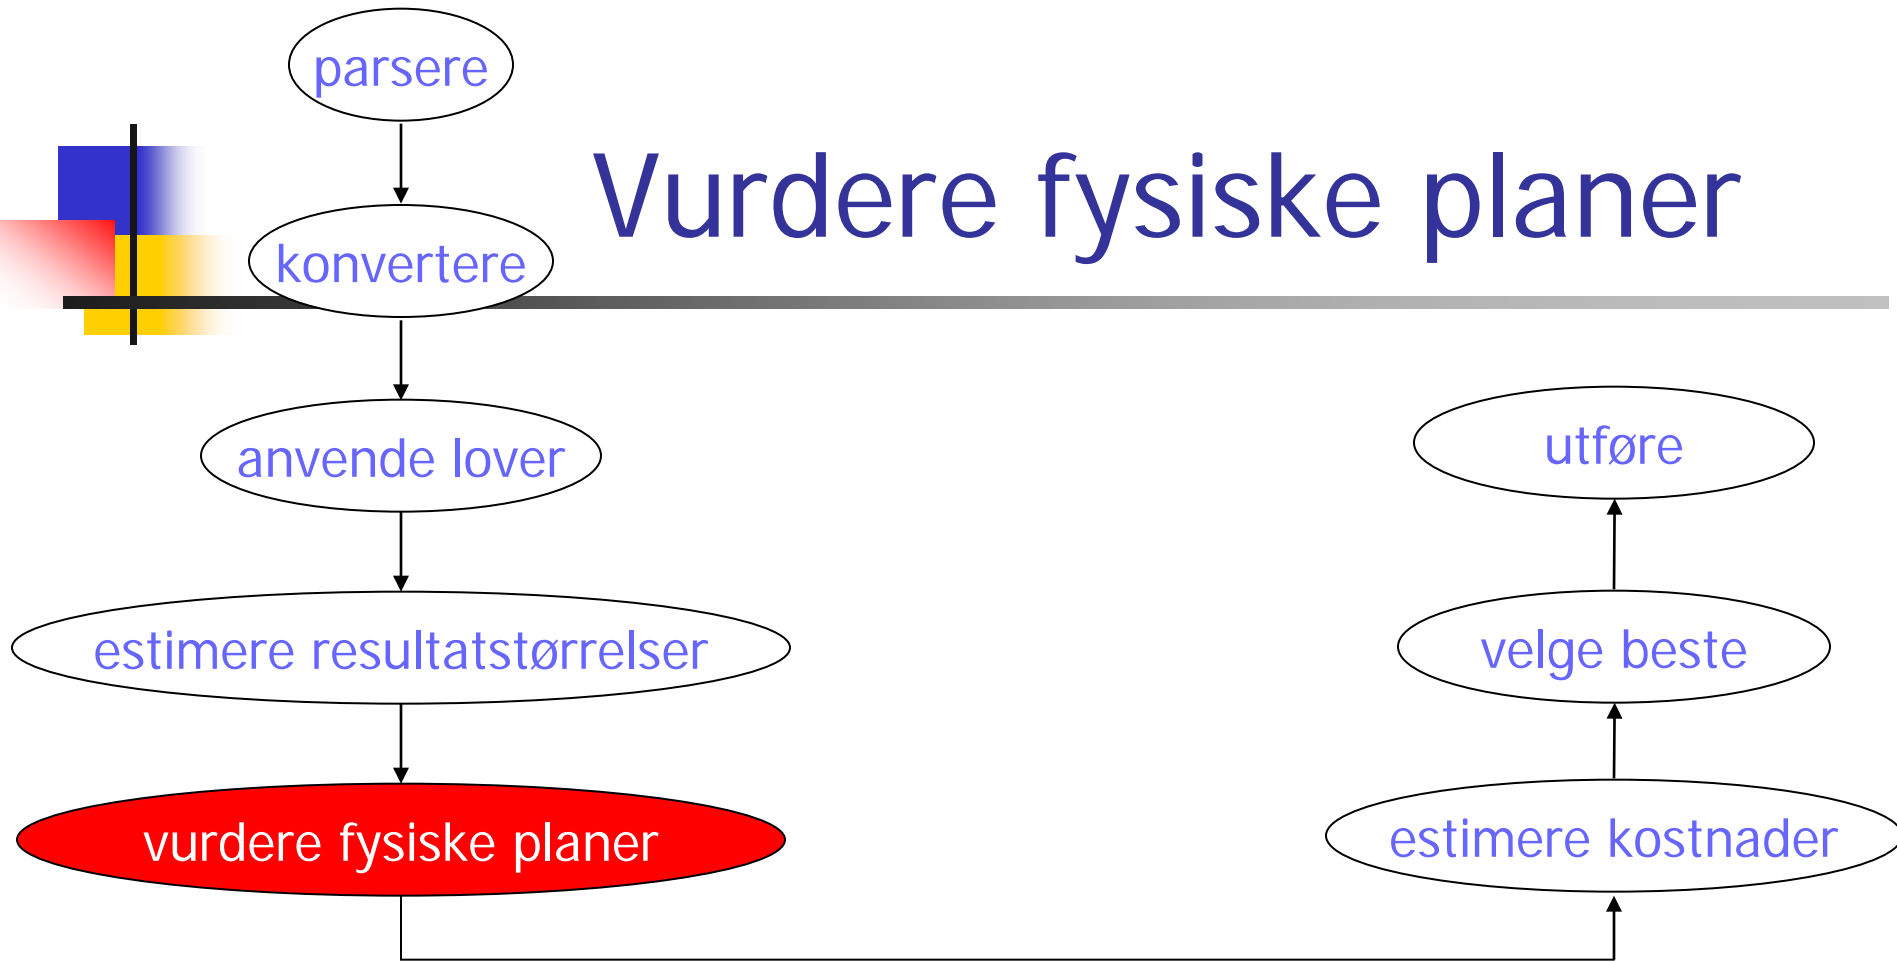 Vurdere fysiske planer
parsere
konvertere
anvende lover
estimere resultatstørrelser
vurdere fysiske planer
estimere kostnader
velge beste
utføre